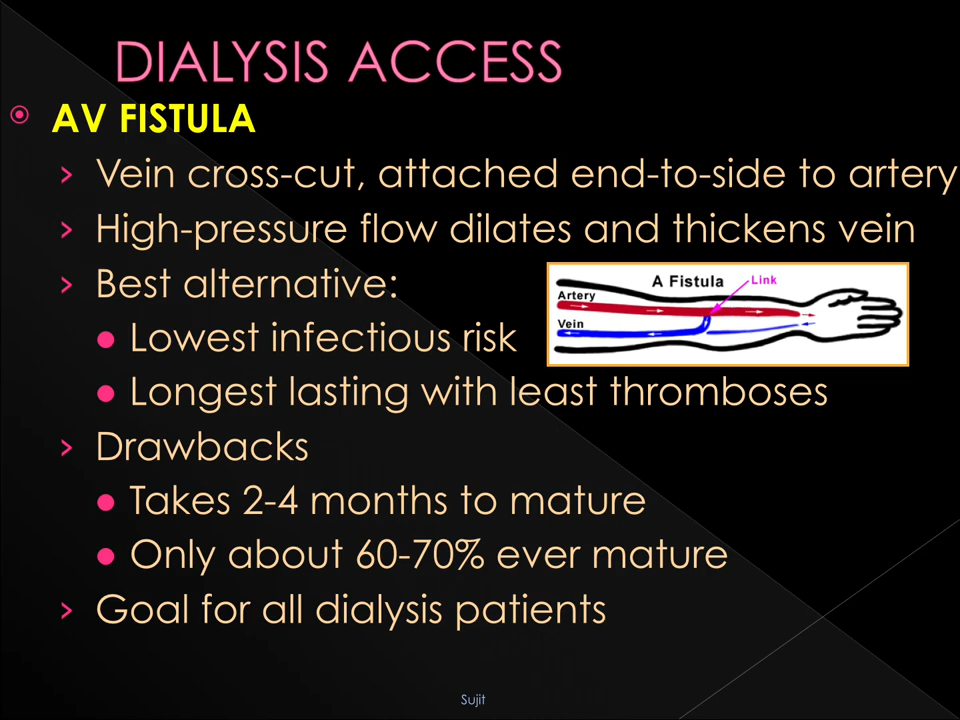 DIALYSIS ACCESS
AV FISTULA
Vein cross-cut, attached end-to-side to artery
High-pressure flow dilates and thickens vein
Best alternative:
A Fistula
Link
Artery
Vein
Lowest infectious risk
Longest lasting with least thromboses
Drawbacks
Takes 2-4 months to mature
Only about 60-70% ever mature
Goal for all dialysis patients
Sujit